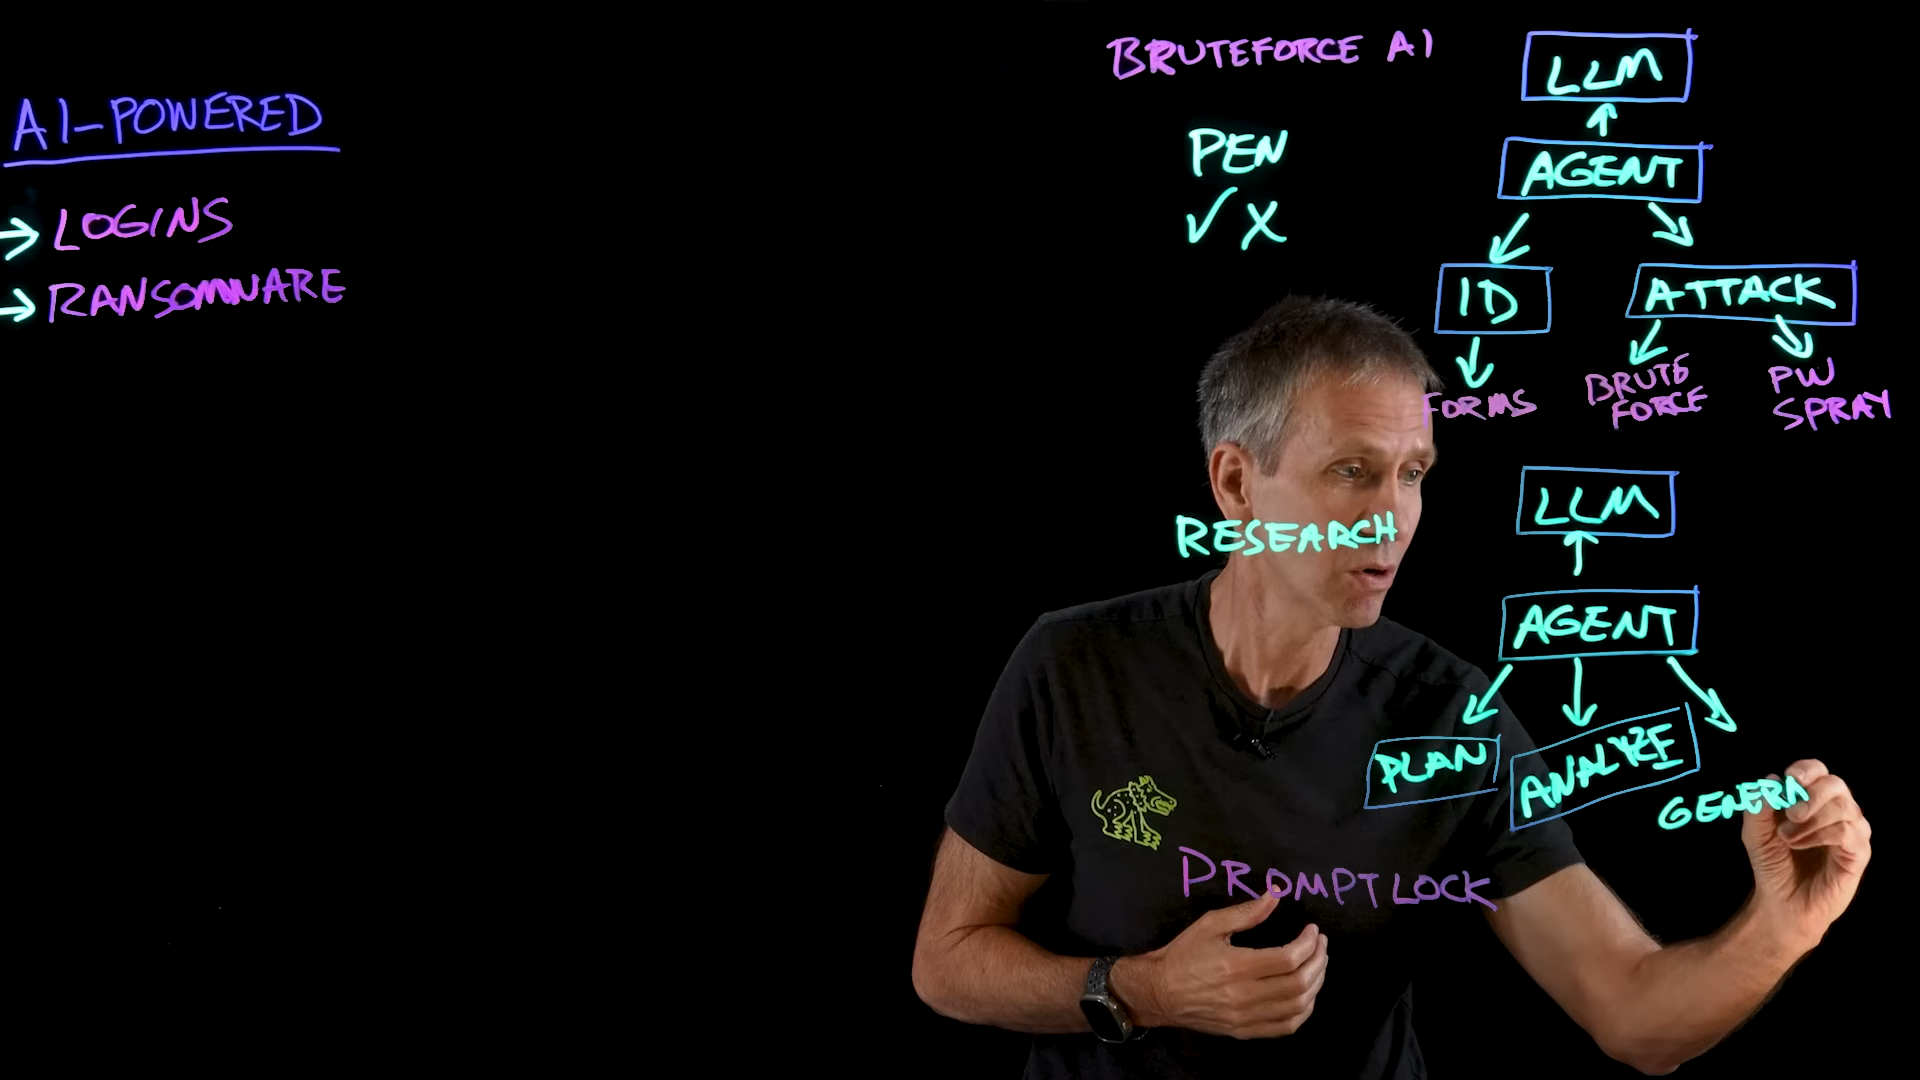 AI-POWERED
→ LOGINS
→ RANSOMWARE
BRUTEFORCE AI
PEN
✓ X
LLM
AGENT
ID
ATTACK
FORMS
BRUTE
FORCE
PW
SPRAY
RESEARCH
LLM
AGENT
PLAN
ANALYZE
GENERA
PROMPTLOCK